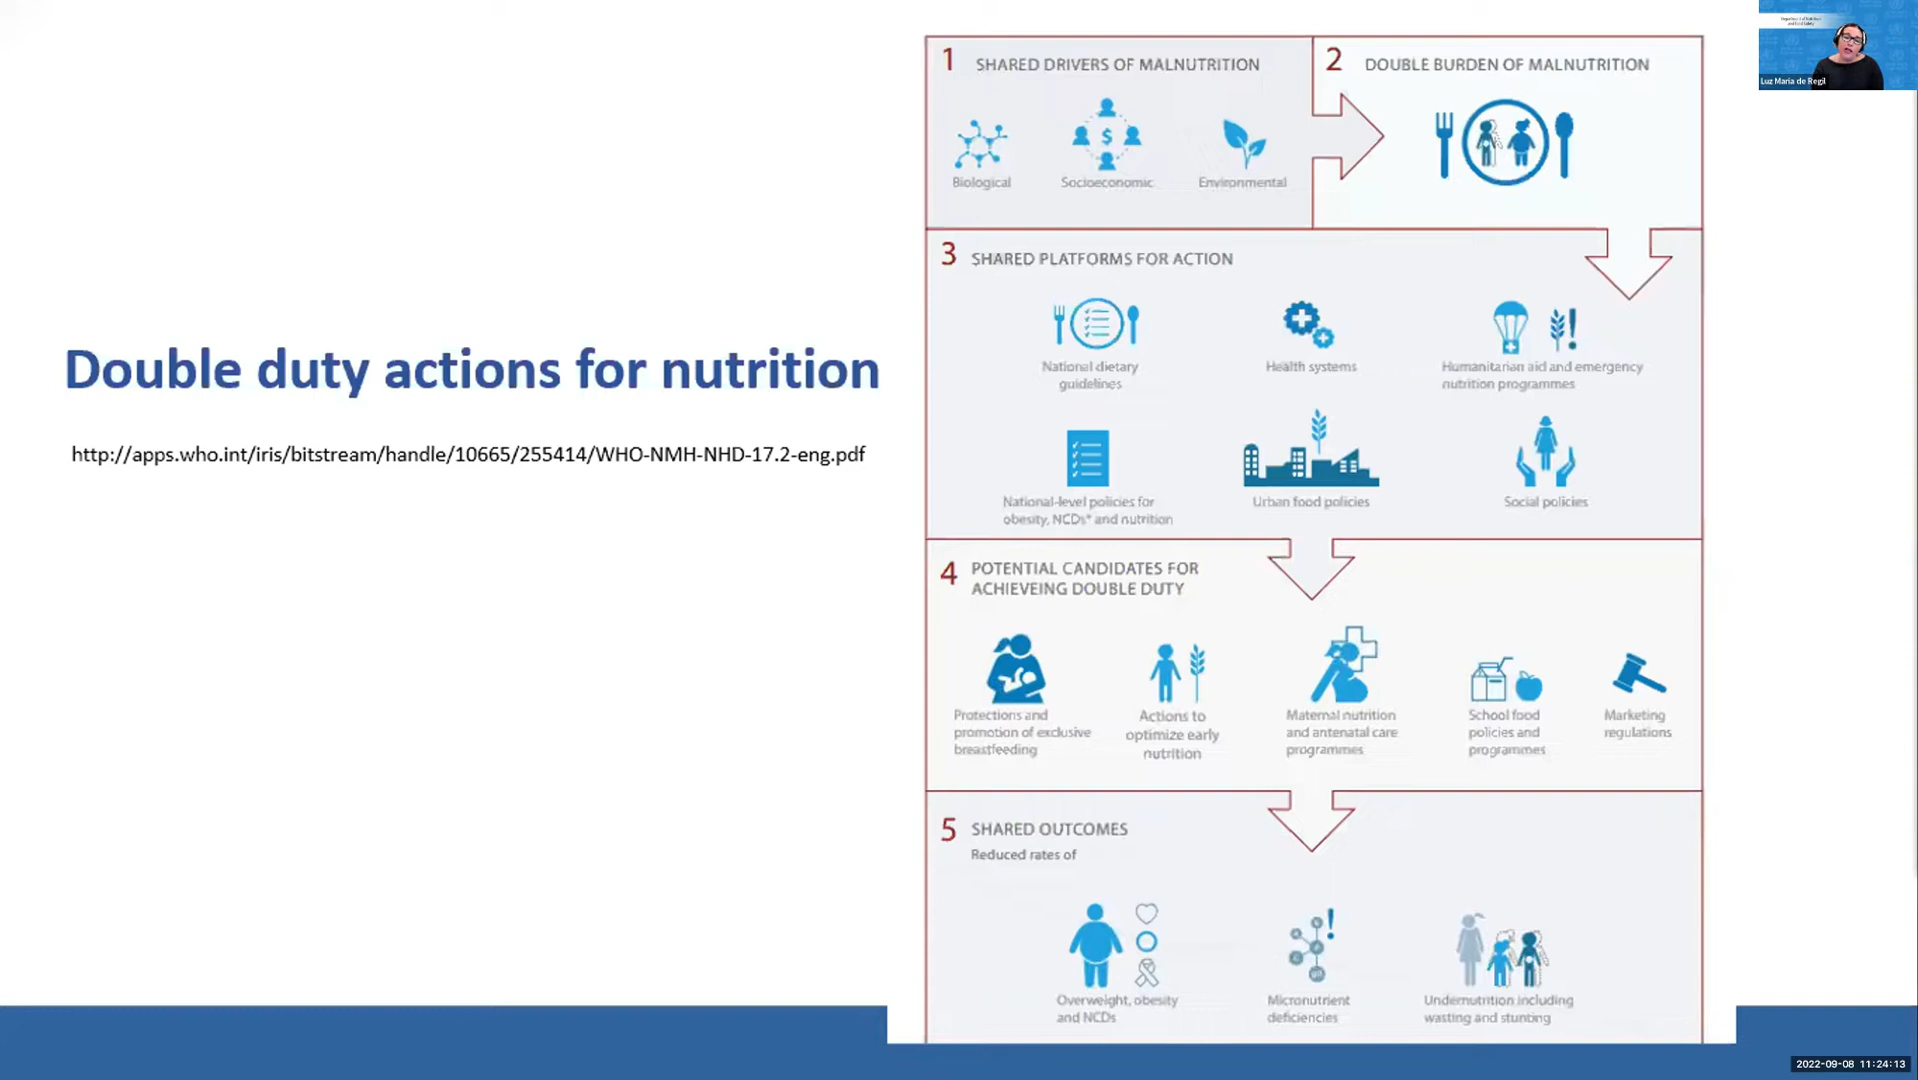 Double duty actions for nutrition
http://apps.who.int/iris/bitstream/handle/10665/255414/WHO-NMH-NHD-17.2-eng.pdf
1 SHARED DRIVERS OF MALNUTRITION
Biological
Socioeconomic
$
Environmental
2 DOUBLE BURDEN OF MALNUTRITION
3 SHARED PLATFORMS FOR ACTION
National dietary
guidelines
Health systems
Humanitarian aid and emergency
nutrition programmes
National-level policies for
obesity, NCDs* and nutrition
Urban food policies
Social policies
4 POTENTIAL CANDIDATES FOR
ACHIEVEING DOUBLE DUTY
Protections and
promotion of exclusive
breastfeeding
Actions to
optimize early
nutrition
Maternal nutrition
and antenatal care
programmes
School food
policies and
programmes
Marketing
regulations
5 SHARED OUTCOMES
Reduced rates of
Overweight, obesity
and NCDs
Micronutrient
deficiencies
Undernutrition including
wasting and stunting
Luz Maria de Regil
2022-09-08 11:24:13